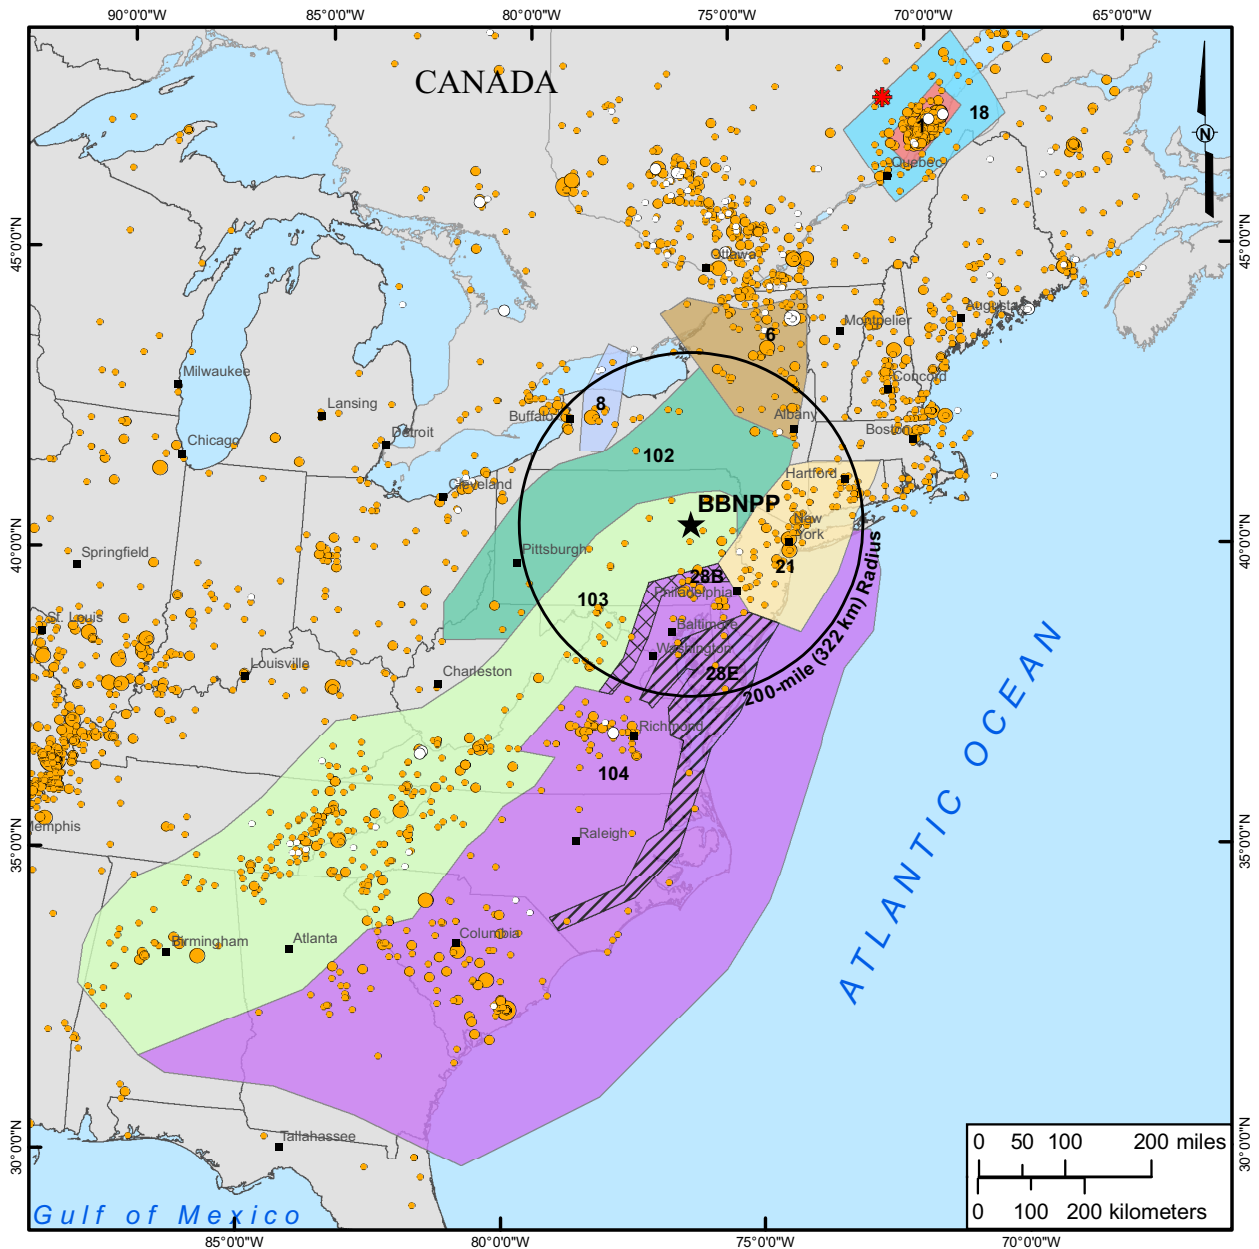 90°0'0"W
85°0'0"W
80°0'0"W
75°0'0"W
70°0'0"W
65°0'0"W
CANADA
18
1
N
Quebec
45°0'0"N
45°0'0"N
Ottawa
Augusta
Montpelier
6
Milwaukee
Concord
Lansing
8
Buffalo
Albany
Detroit
Boston
Chicago
102
Hartford
Cleveland
BBNPP
New
York
40°0'0"N
40°0'0"N
Springfield
Pittsburgh
21
28B
Philadelphia
103
St. Louis
Baltimore
Washington
Louisville
Charleston
28E
200-mile (322 km) Radius
Richmond
104
Memphis
Raleigh
35°0'0"N
35°0'0"N
ATLANTIC OCEAN
Birmingham
Atlanta
Columbia
Tallahassee
30°0'0"N
30°0'0"N
0 50 100 200 miles
0 100 200 kilometers
Gulf of Mexico
85°0'0"W
80°0'0"W
75°0'0"W
70°0'0"W